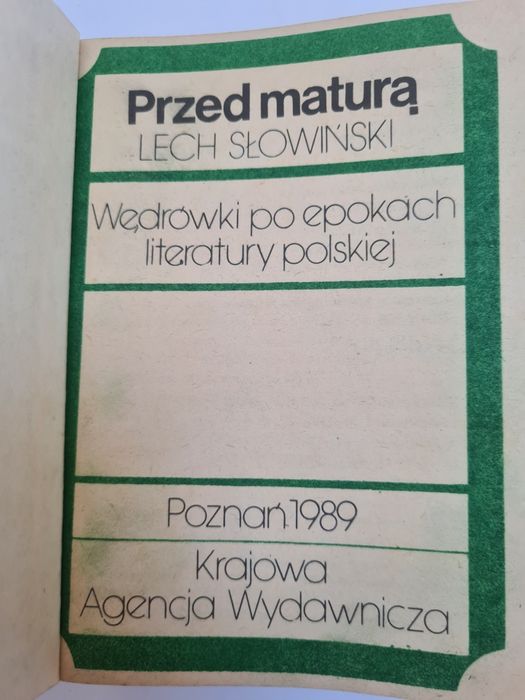 Przed maturą
LECH SŁOWIŃSKI
Wędrówki po epokach
literatury polskiej
Poznań 1989
Krajowa
Agencja Wydawnicza